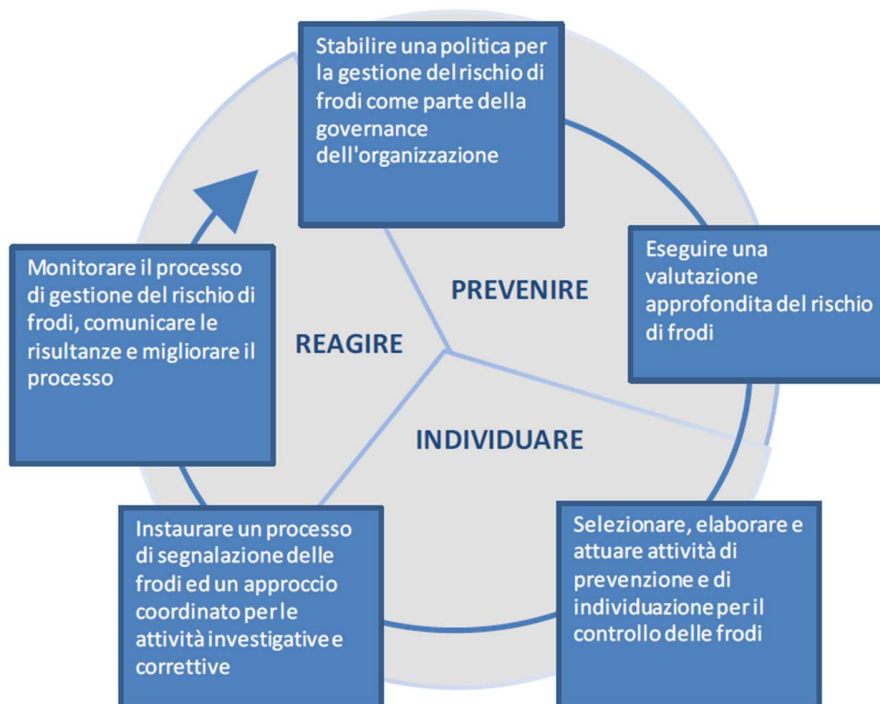 Stabilire una politica per
la gestione del rischio di
frodi come parte della
governance
dell'organizzazione
Eseguire una
valutazione
approfondita del rischio
di frodi
PREVENIRE
Monitorare il processo
di gestione del rischio di
frodi, comunicare le
risultanze e migliorare il
processo
REAGIRE
INDIVIDUARE
Selezionare, elaborare e
attuare attività di
prevenzione e di
individuazione per il
controllo delle frodi
Instaurare un processo
di segnalazione delle
frodi ed un approccio
coordinato per le
attività investigative e
correttive